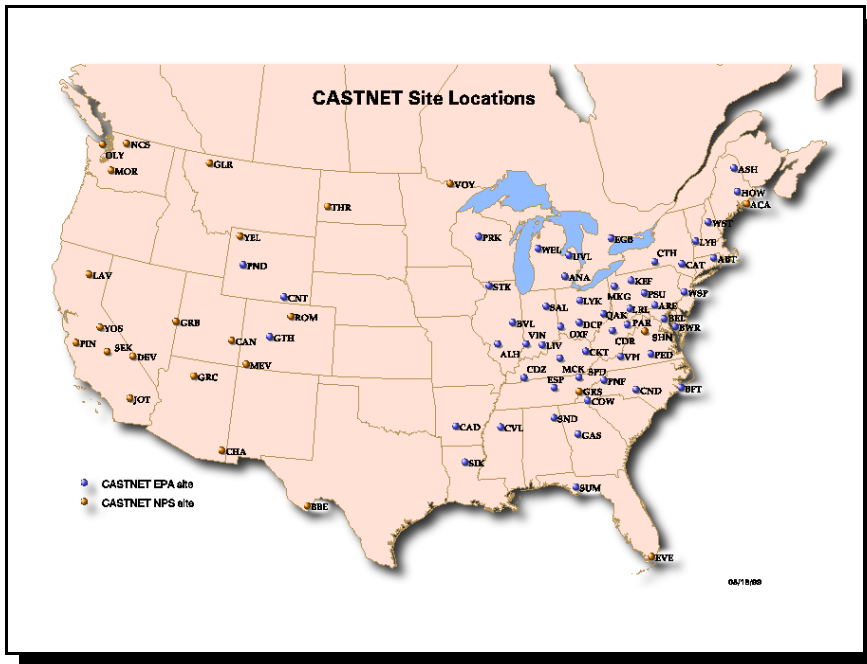 CASTNET Site Locations
NCS
OLY
MOR
GLR
VOY
THR
ASH
HOW
ACA
WST
LYE
ABT
CAT
CTH
EGB
YEL
PND
PRK
WEL
UVL
ANA
LAV
CNT
STK
ROM
GTH
CAN
GRB
MEV
YOS
PIN
SEK
DEV
GRC
JOT
CHA
BBE
SAL
LYK
MKG
KEF
PSU
WSP
ARE
LRL
QAK
BEL
BWR
PAR
SHN
BVL
VIN
OXF
DCP
CDR
ALH
LIV
CKT
VPI
PED
CDZ
MCK
SPD
ESP
PNF
GRS
COW
CND
BFT
CAD
CVL
SND
GAS
SIK
SUM
EVE
CASTNET EPA site
CASTNET NPS site